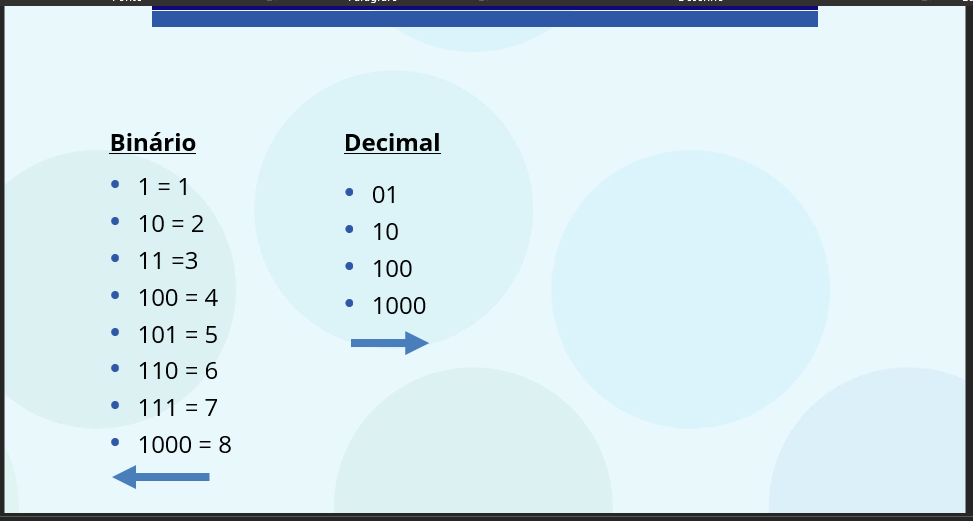 Binário
1 = 1
10 = 2
11 =3
100 = 4
101 = 5
110 = 6
111 = 7
1000 = 8
Decimal
01
10
100
1000